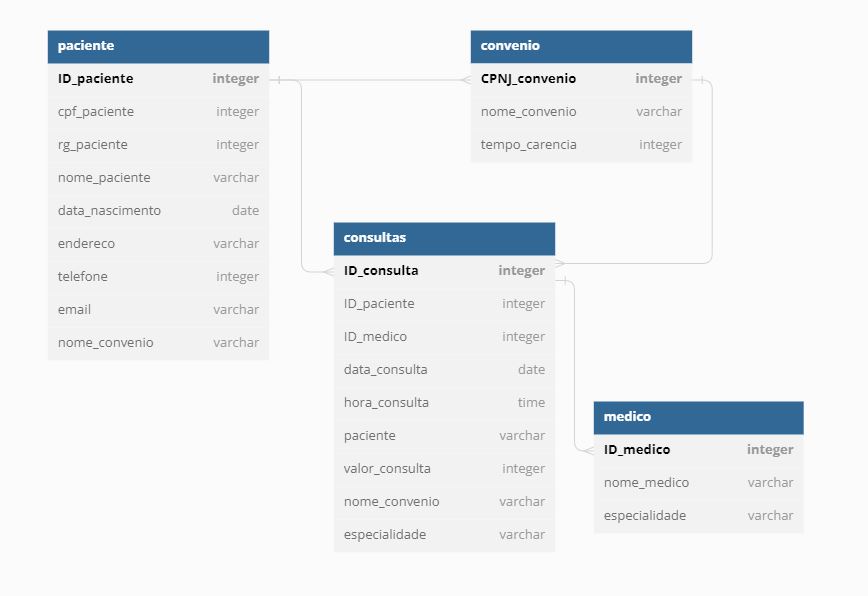 paciente
ID_paciente integer
cpf_paciente integer
rg_paciente integer
nome_paciente varchar
data_nascimento date
endereco varchar
telefone integer
email varchar
nome_convenio varchar
convenio
CPNJ_convenio integer
nome_convenio varchar
tempo_carencia integer
consultas
ID_consulta integer
ID_paciente integer
ID_medico integer
data_consulta date
hora_consulta time
paciente varchar
valor_consulta integer
nome_convenio varchar
especialidade varchar
medico
ID_medico integer
nome_medico varchar
especialidade varchar